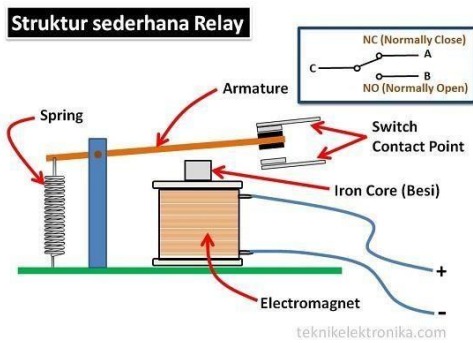 Struktur sederhana Relay
NC (Normally Close)
A
C
B
NO (Normally Open)
Armature
Spring
Switch
Contact Point
Iron Core (Besi)
+
Electromagnet
-
teknikelektronika.com